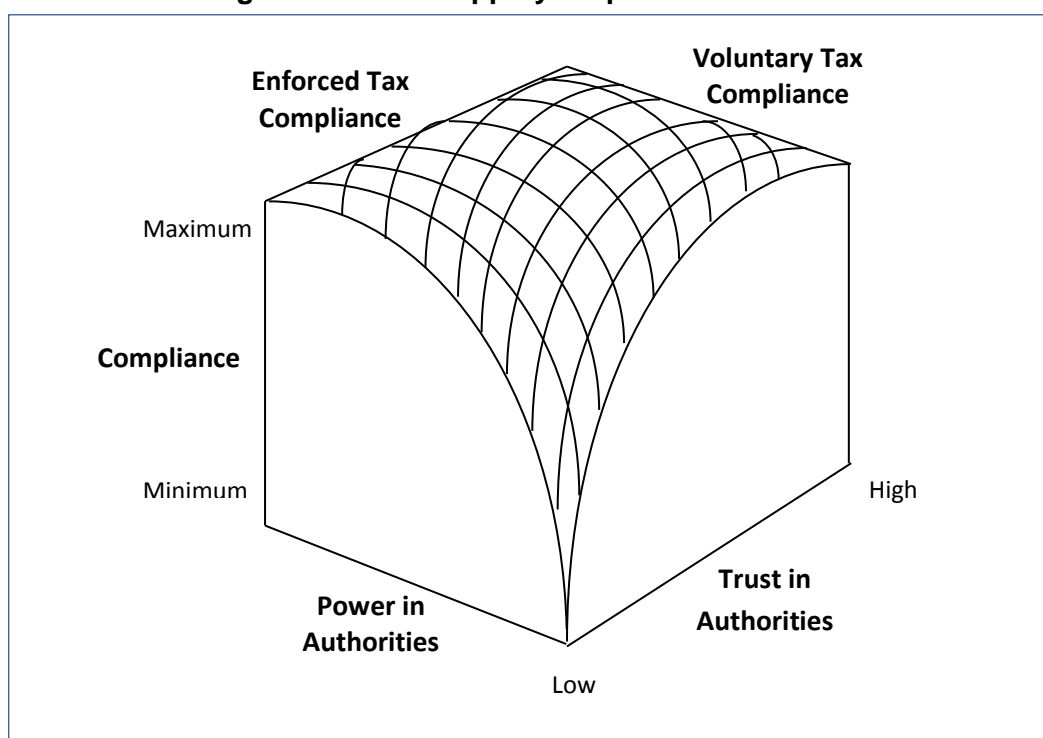 Enforced Tax
Compliance
Voluntary Tax
Compliance
Maximum
Compliance
Minimum
High
Trust in
Authorities
Power in
Authorities
Low